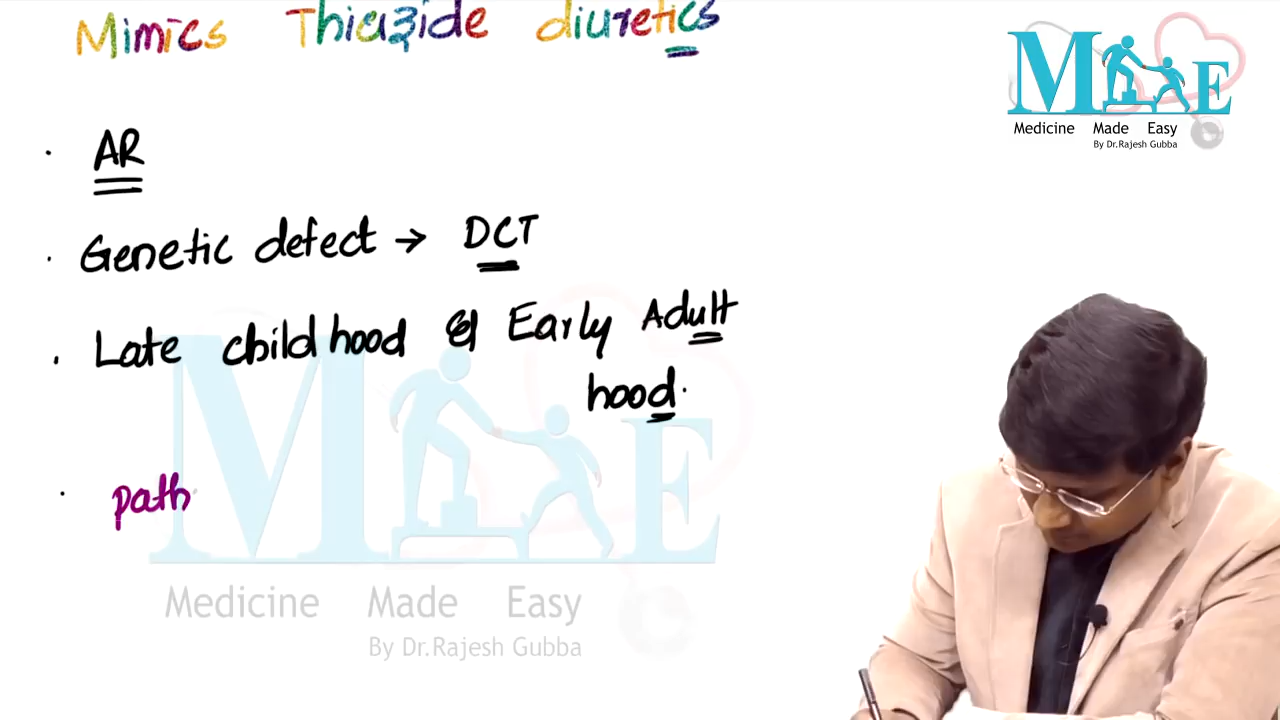 Mimics Thiazide diuretics
· AR
· Genetic defect → DCT
· Late childhood & Early Adult
hood.
· path
M E
Medicine Made Easy
By Dr.Rajesh Gubba
M E
Medicine Made Easy
By Dr.Rajesh Gubba